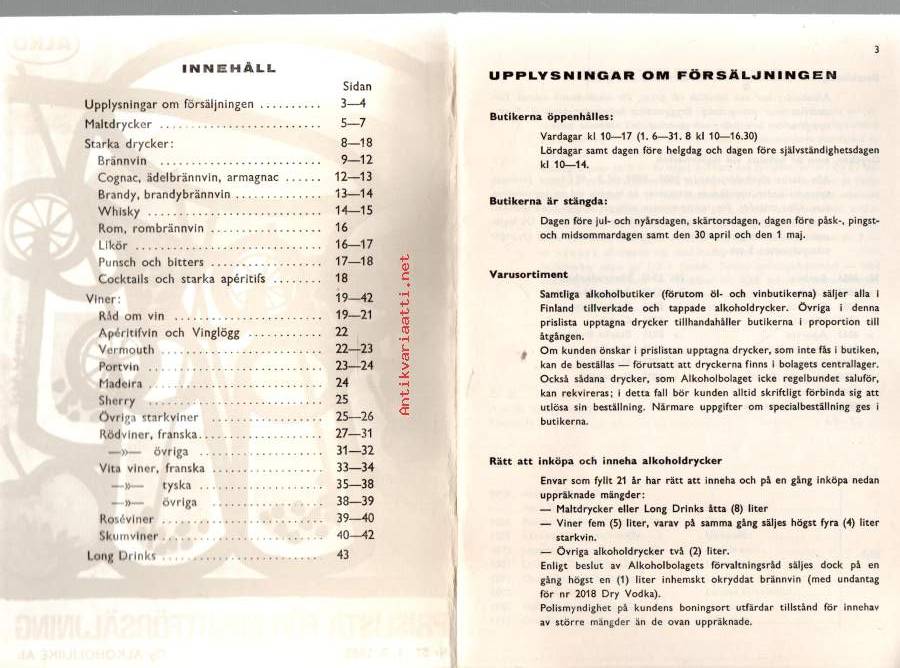 INNEHÅLL
Sidan
Upplysningar om försäljningen .......... 3—4
Maltdrycker .......... 5—7
Starka drycker: 8—18
Brännvin .......... 9—12
Cognac, ädelbrännvin, armagnac ...... 12—13
Brandy, brandybrännvin .......... 13—14
Whisky .......... 14—15
Rom, rombrännvin .......... 16
Likör .......... 16—17
Punsch och bitters .......... 17—18
Cocktails och starka apéritifs ........ 18
Viner: 19—42
Råd om vin .......... 19—21
Apéritifvin och Vinglögg .......... 22
Vermouth .......... 22—23
Portvin .......... 23—24
Madeira .......... 24
Sherry .......... 25
Övriga starkviner .......... 25—26
Rödviner, franska .......... 27—31
—»— övriga .......... 31—32
Vita viner, franska .......... 33—34
—»— tyska .......... 35—38
—»— övriga .......... 38—39
Roséviner .......... 39—40
Skumviner .......... 40—42
Long Drinks .......... 43
Antikvariaatti.net
3
UPPLYSNINGAR OM FÖRSÄLJNINGEN
Butikerna öppenhålles:
Vardagar kl 10—17 (1. 6—31. 8 kl 10—16.30)
Lördagar samt dagen före helgdag och dagen före självständighetsdagen
kl 10—14.
Butikerna är stängda:
Dagen före jul- och nyårsdagen, skärtorsdagen, dagen före påsk-, pingst-
och midsommardagen samt den 30 april och den 1 maj.
Varusortiment
Samtliga alkoholbutiker (förutom öl- och vinbutikerna) säljer alla i
Finland tillverkade och tappade alkoholdrycker. Övriga i denna
prislista upptagna drycker tillhandahåller butikerna i proportion till
åtgången.
Om kunden önskar i prislistan upptagna drycker, som inte fås i butiken,
kan de beställas — förutsatt att dryckerna finns i bolagets centrallager.
Också sådana drycker, som Alkoholbolaget icke regelbundet saluför,
kan rekvireras; i detta fall bör kunden alltid skriftligt förbinda sig att
utlösa sin beställning. Närmare uppgifter om specialbeställning ges i
butikerna.
Rätt att inköpa och inneha alkoholdrycker
Envar som fyllt 21 år har rätt att inneha och på en gång inköpa nedan
uppräknade mängder:
— Maltdrycker eller Long Drinks åtta (8) liter
— Viner fem (5) liter, varav på samma gång säljes högst fyra (4) liter
starkvin.
— Övriga alkoholdrycker två (2) liter.
Enligt beslut av Alkoholbolagets förvaltningsråd säljes dock på en
gång högst en (1) liter inhemskt okryddat brännvin (med undantag
för nr 2018 Dry Vodka).
Polismyndighet på kundens boningsort utfärdar tillstånd för innehav
av större mängder än de ovan uppräknade.